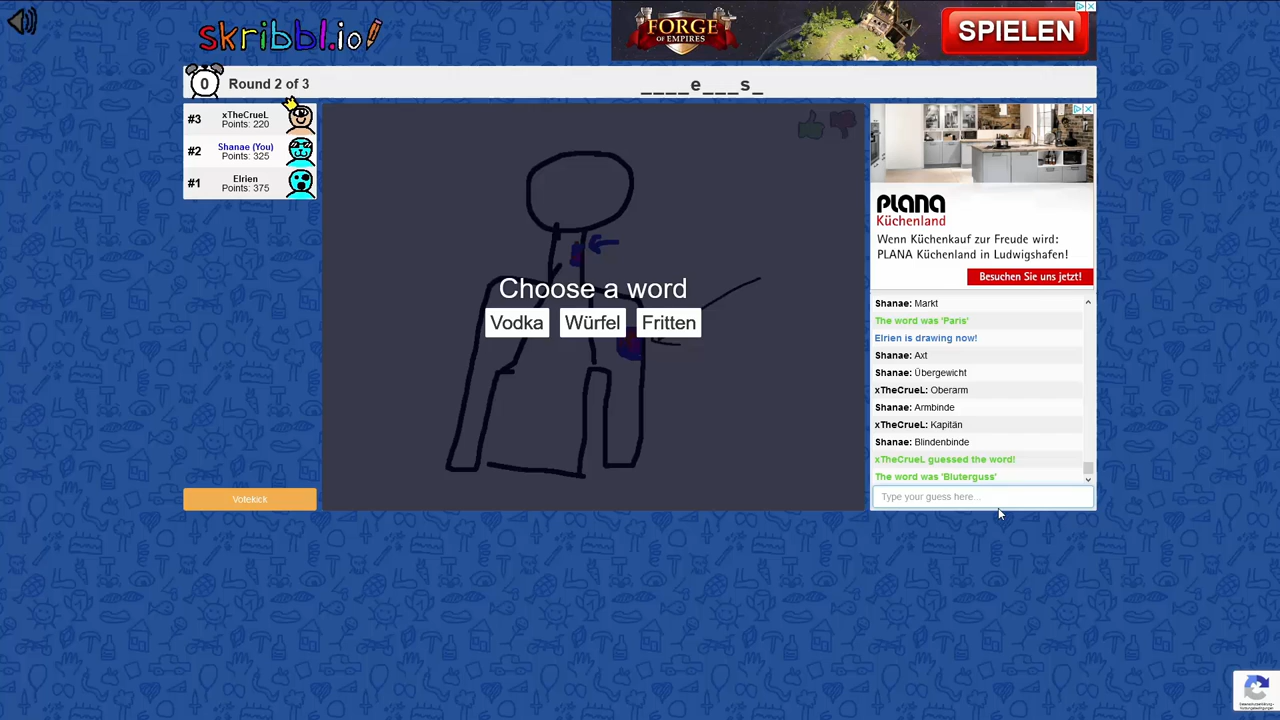 skribbl.io
FORGE
OF EMPIRES
SPIELEN
0
Round 2 of 3
____e___s_
#3
xTheCrueL
Points: 220
#2
Shanae (You)
Points: 325
#1
Elrien
Points: 375
Votekick
Choose a word
Vodka
Würfel
Fritten
PLANA
Küchenland
Wenn Küchenkauf zur Freude wird:
PLANA Küchenland in Ludwigshafen!
Besuchen Sie uns jetzt!
Shanae: Markt
The word was 'Paris'
Elrien is drawing now!
Shanae: Axt
Shanae: Übergewicht
xTheCrueL: Oberarm
Shanae: Armbinde
xTheCrueL: Kapitän
Shanae: Blindenbinde
xTheCrueL guessed the word!
The word was 'Bluterguss'
Type your guess here...